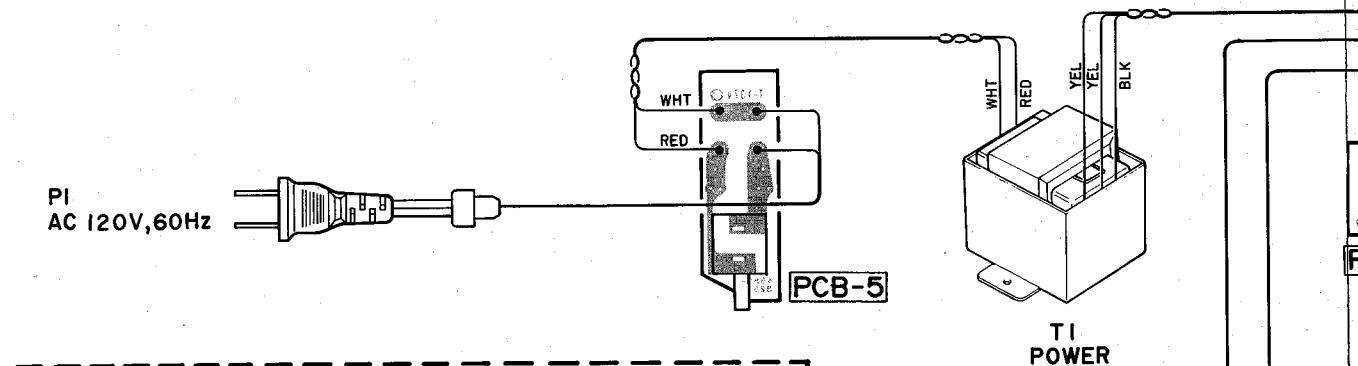 WHT
RED
P1
AC 120V,60Hz
PCB-5
WHT
RED
YEL
YEL
BLK
T1
POWER